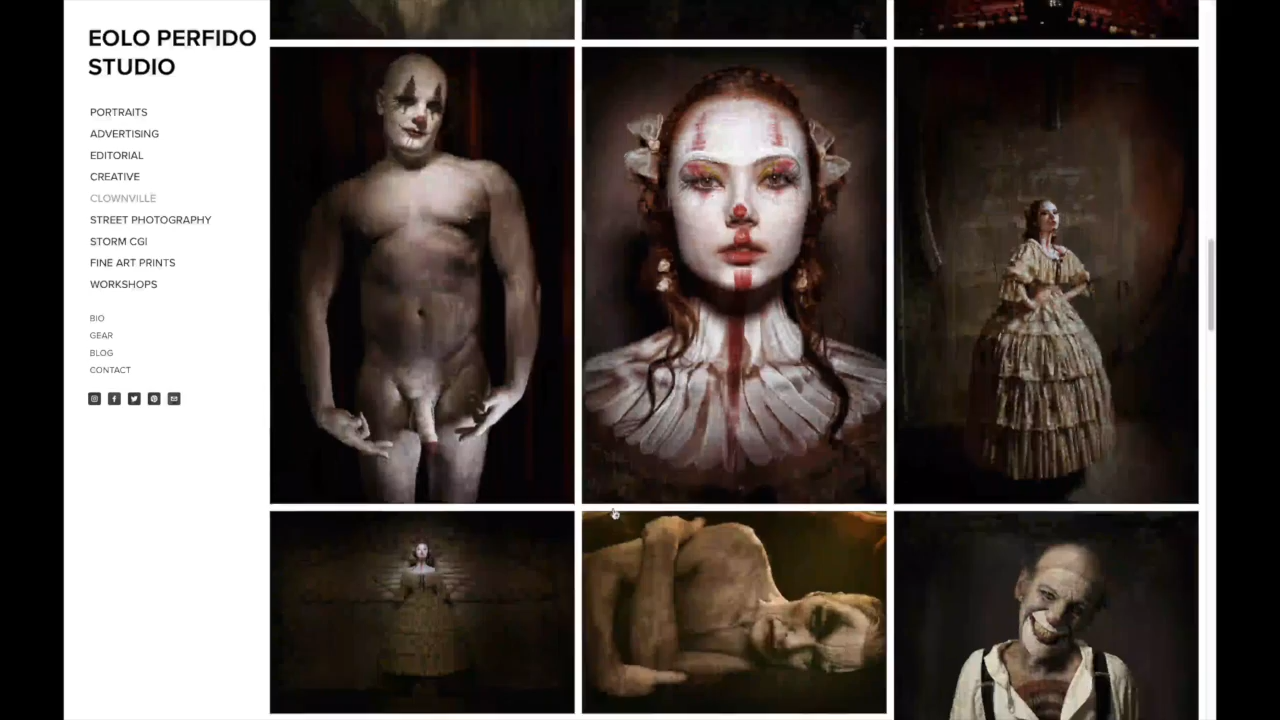 EOLO PERFIDO
STUDIO
PORTRAITS
ADVERTISING
EDITORIAL
CREATIVE
CLOWNVILLE
STREET PHOTOGRAPHY
STORM CGI
FINE ART PRINTS
WORKSHOPS
BIO
GEAR
BLOG
CONTACT